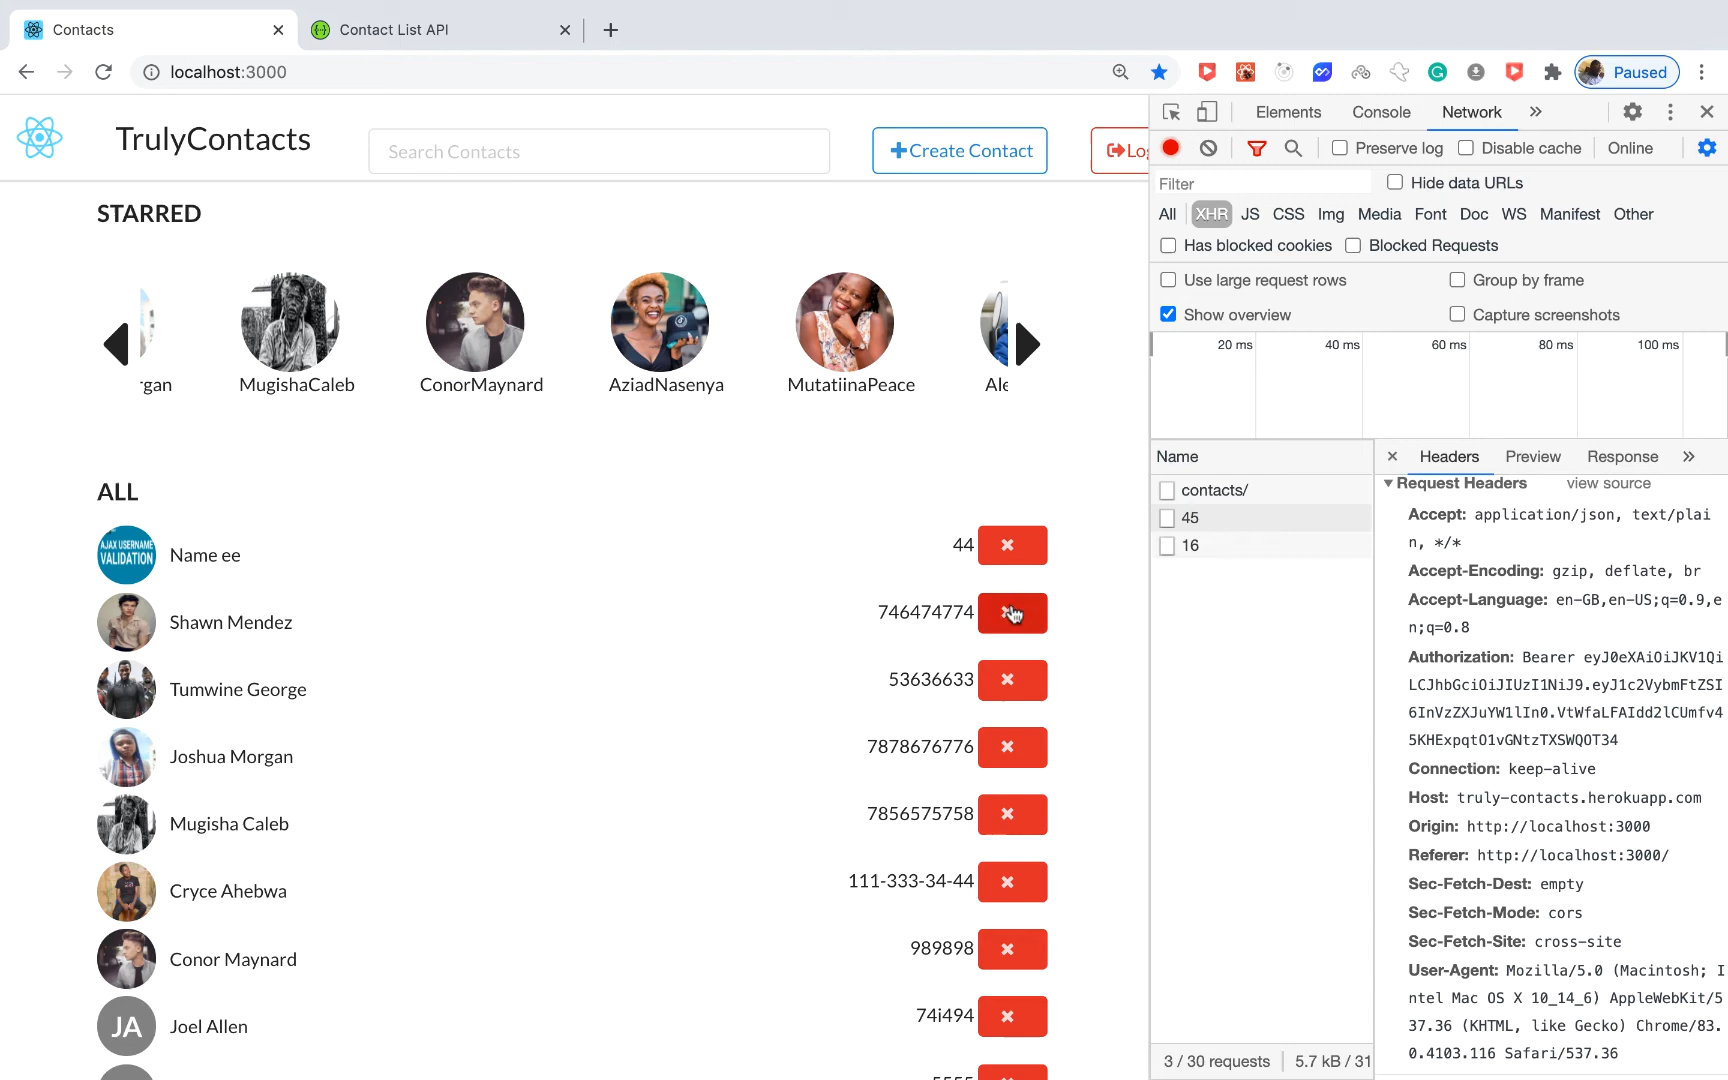 Contacts
Contact List API
localhost:3000
Paused
TrulyContacts
Search Contacts
Create Contact
STARRED
gan
MugishaCaleb
ConorMaynard
AziadNasenya
MutatiinaPeace
ALL
AJAX USERNAME
VALIDATION
Name ee
44
Shawn Mendez
746474774
Tumwine George
53636633
Joshua Morgan
7878676776
Mugisha Caleb
7856575758
Cryce Ahebwa
111-333-34-44
Conor Maynard
989898
JA
Joel Allen
74i494
5555
Elements
Console
Network
Preserve log
Disable cache
Online
Filter
Hide data URLs
All
XHR
JS
CSS
Img
Media
Font
Doc
WS
Manifest
Other
Has blocked cookies
Blocked Requests
Use large request rows
Group by frame
Show overview
Capture screenshots
20 ms
40 ms
60 ms
80 ms
100 ms
Name
contacts/
45
16
3 / 30 requests
5.7 kB / 31
Headers
Preview
Response
Request Headers
view source
Accept: application/json, text/plai
n, */*
Accept-Encoding: gzip, deflate, br
Accept-Language: en-GB,en-US;q=0.9,e
n;q=0.8
Authorization: Bearer eyJ0eXAiOiJKV1Qi
LCJhbGciOiJIUzI1NiJ9.eyJ1c2VybmFtZSI
6InVzZXJuYW1lIn0.VtWfaLFAIdd2lCUmfv4
5KHExpqtO1vGNtzTXSWQOT34
Connection: keep-alive
Host: truly-contacts.herokuapp.com
Origin: http://localhost:3000
Referer: http://localhost:3000/
Sec-Fetch-Dest: empty
Sec-Fetch-Mode: cors
Sec-Fetch-Site: cross-site
User-Agent: Mozilla/5.0 (Macintosh; I
ntel Mac OS X 10_14_6) AppleWebKit/5
37.36 (KHTML, like Gecko) Chrome/83.
0.4103.116 Safari/537.36